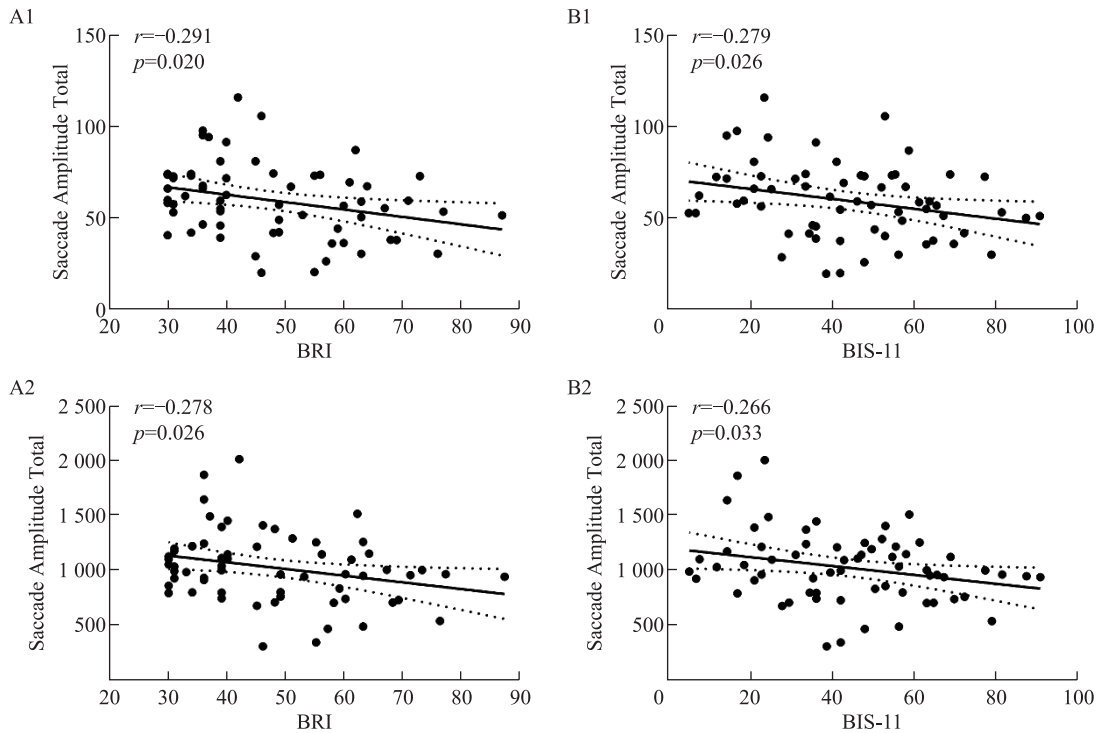 A1
r=−0.291
p=0.020
150
100
50
0
Saccade Amplitude Total
20 30 40 50 60 70 80 90
BRI
B1
r=−0.279
p=0.026
150
100
50
0
Saccade Amplitude Total
0 20 40 60 80 100
BIS-11
A2
r=−0.278
p=0.026
2 500
2 000
1 500
1 000
500
Saccade Amplitude Total
20 30 40 50 60 70 80 90
BRI
B2
r=−0.266
p=0.033
2 500
2 000
1 500
1 000
500
Saccade Amplitude Total
0 20 40 60 80 100
BIS-11